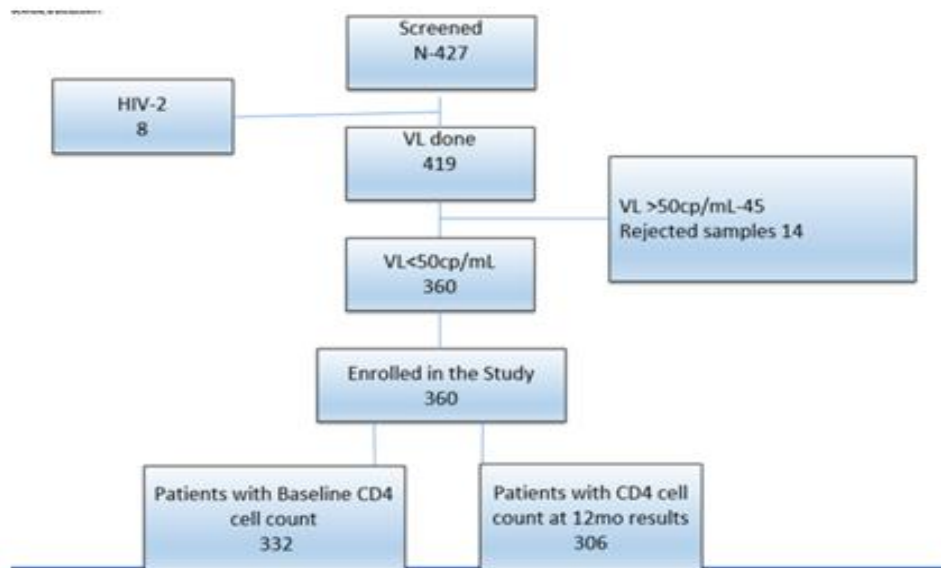 Screened
N-427
HIV-2
8
VL done
419
VL >50cp/mL-45
Rejected samples 14
VL<50cp/mL
360
Enrolled in the Study
360
Patients with Baseline CD4
cell count
332
Patients with CD4 cell
count at 12mo results
306